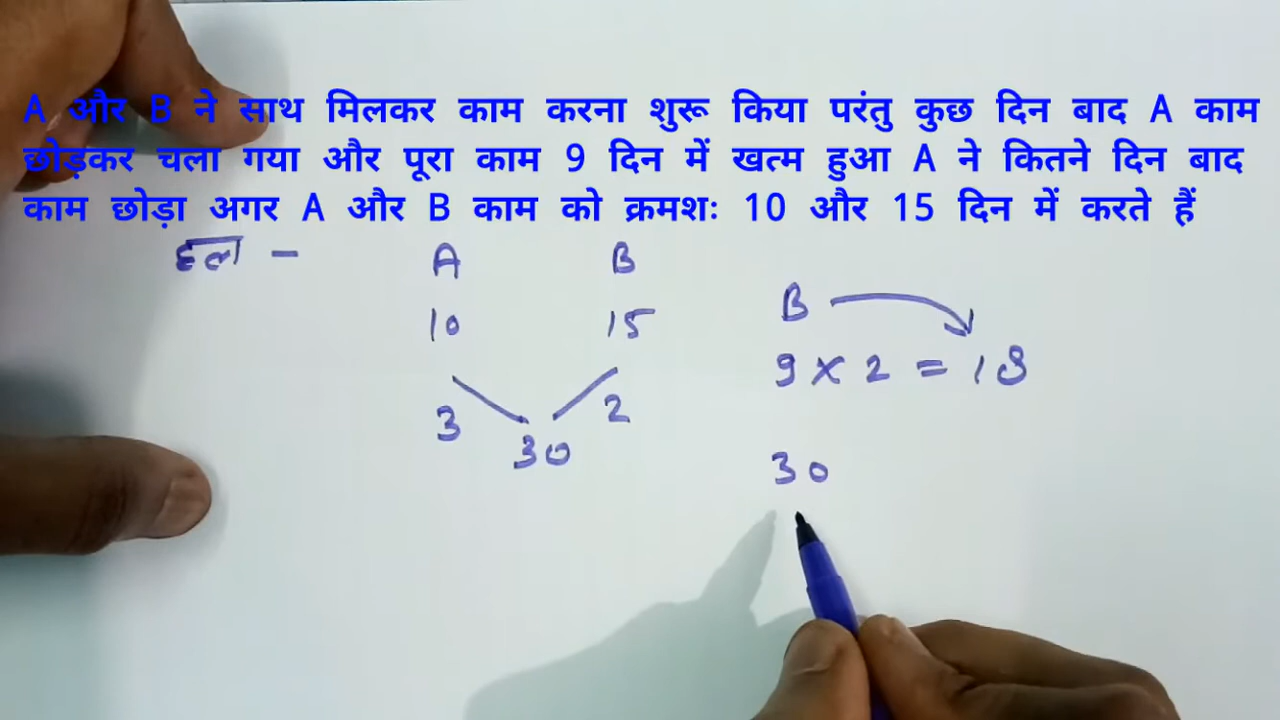 A और B ने साथ मिलकर काम करना शुरू किया परंतु कुछ दिन बाद A काम
छोड़कर चला गया और पूरा काम 9 दिन में खत्म हुआ A ने कितने दिन बाद
काम छोड़ा अगर A और B काम को क्रमशः 10 और 15 दिन में करते हैं
हल - A B
10 15
3 2
30
B
9 x 2 = 18
30